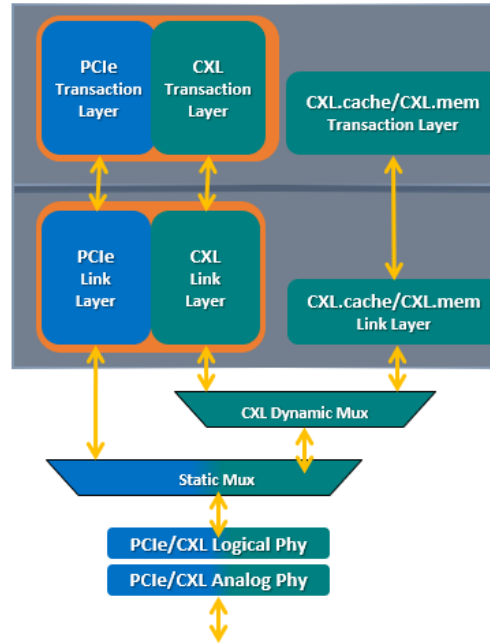 PCIe
Transaction
Layer
CXL
Transaction
Layer
CXL.cache/CXL.mem
Transaction Layer
PCIe
Link
Layer
CXL
Link
Layer
CXL.cache/CXL.mem
Link Layer
CXL Dynamic Mux
Static Mux
PCIe/CXL Logical Phy
PCIe/CXL Analog Phy